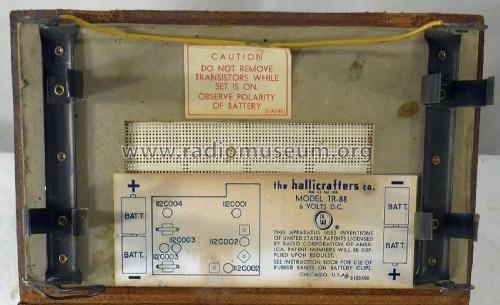 CAUTION
DO NOT REMOVE
TRANSISTORS WHILE
SET IS ON.
OBSERVE POLARITY
OF BATTERY
www.radiomuseum.org
-
+
the hallicrafters co.
MODEL TR-88
6 VOLTS D.C.
112C004
112C001
BATT.
BATT.
112C003
112C002
BATT.
BATT.
112C003
112C002
+
-
THIS APPARATUS USES INVENTIONS
OF UNITED STATES PATENTS LICENSED
BY RADIO CORPORATION OF AMER-
ICA. PATENT NUMBERS WILL BE SUP-
PLIED UPON REQUEST.
SEE INSTRUCTION BOOK FOR USE OF
RUBBER BANDS ON BATTERY CLIPS.
CHICAGO, U.S.A.
+